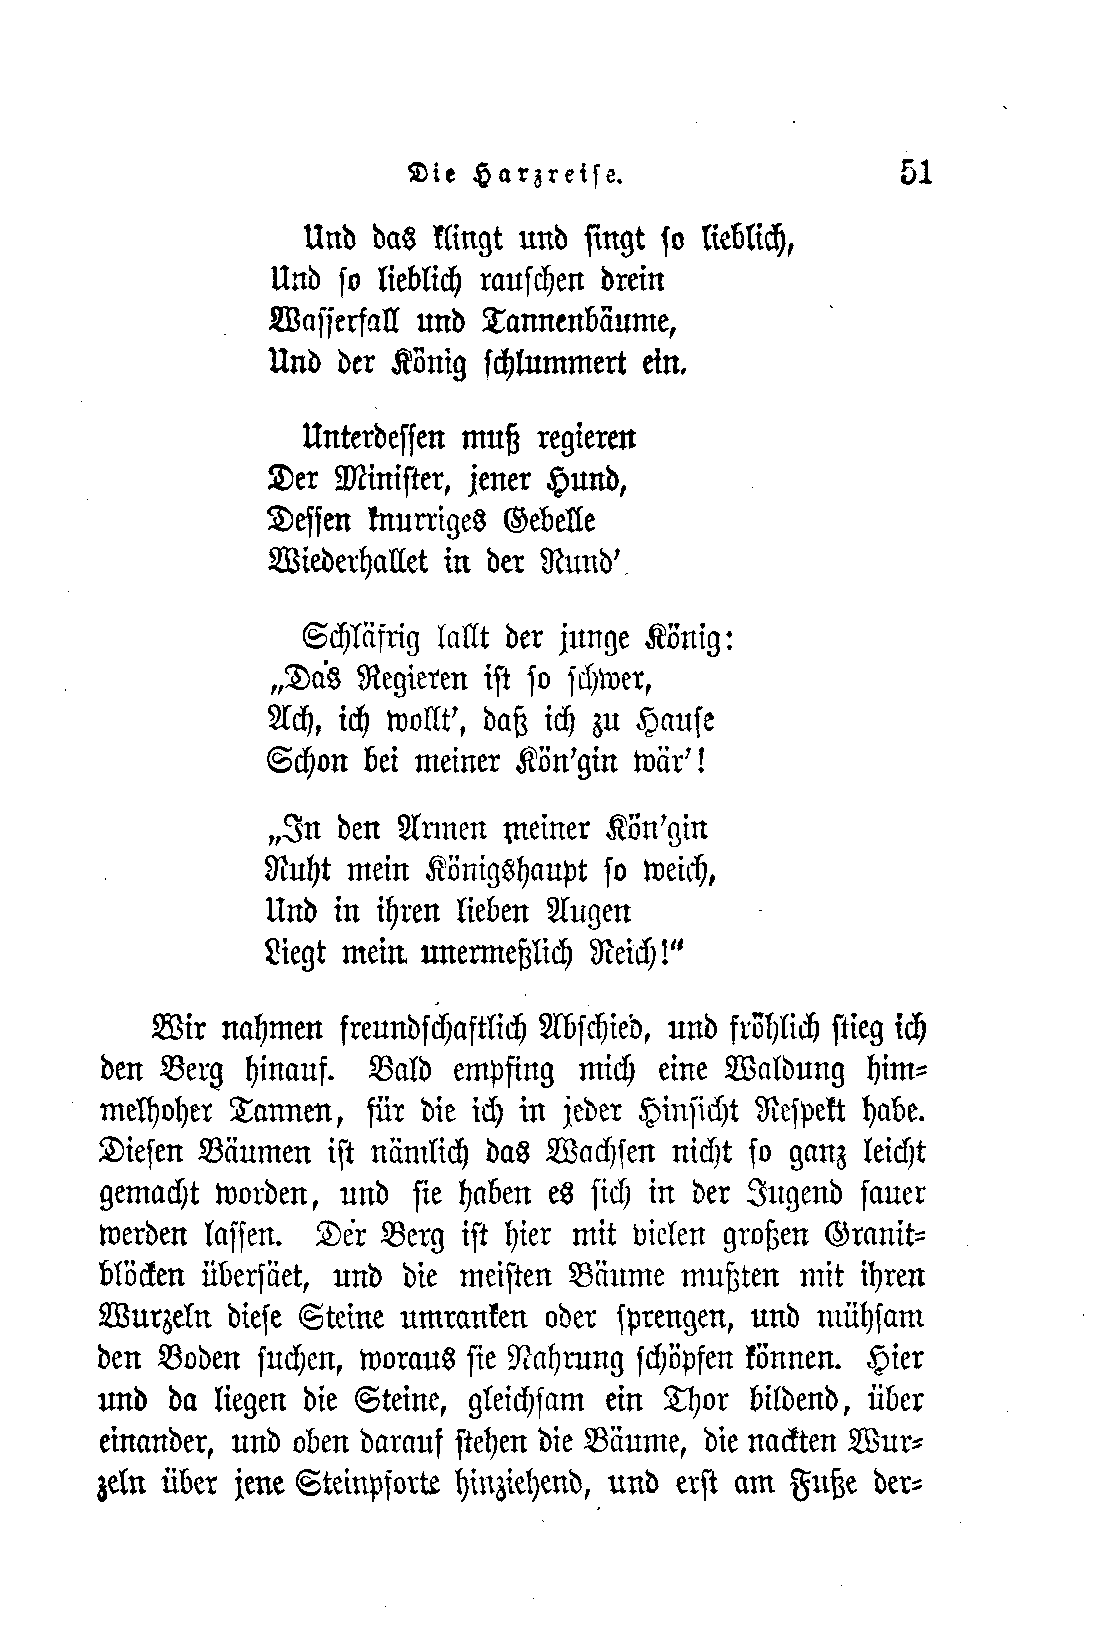 Die Harzreise. 51
Und das klingt und singt so lieblich,
Und so lieblich rauschen drein
Wasserfall und Tannenbäume,
Und der König schlummert ein.
Unterdessen muß regieren
Der Minister, jener Hund,
Dessen knurriges Gebelle
Wiederhallet in der Rund'.
Schläfrig lallt der junge König:
„Das Regieren ist so schwer,
Ach, ich wollt', daß ich zu Hause
Schon bei meiner Kön'gin wär'!
„In den Armen meiner Kön'gin
Ruht mein Königshaupt so weich,
Und in ihren lieben Augen
Liegt mein unermeßlich Reich!“
Wir nahmen freundschaftlich Abschied, und fröhlich stieg ich
den Berg hinauf. Bald empfing mich eine Waldung him-
melhoher Tannen, für die ich in jeder Hinsicht Respekt habe.
Diesen Bäumen ist nämlich das Wachsen nicht so ganz leicht
gemacht worden, und sie haben es sich in der Jugend sauer
werden lassen. Der Berg ist hier mit vielen großen Granit-
blöcken übersäet, und die meisten Bäume mußten mit ihren
Wurzeln diese Steine umranken oder sprengen, und mühsam
den Boden suchen, woraus sie Nahrung schöpfen können. Hier
und da liegen die Steine, gleichsam ein Thor bildend, über
einander, und oben darauf stehen die Bäume, die nackten Wur-
zeln über jene Steinpforte hinziehend, und erst am Fuße der-